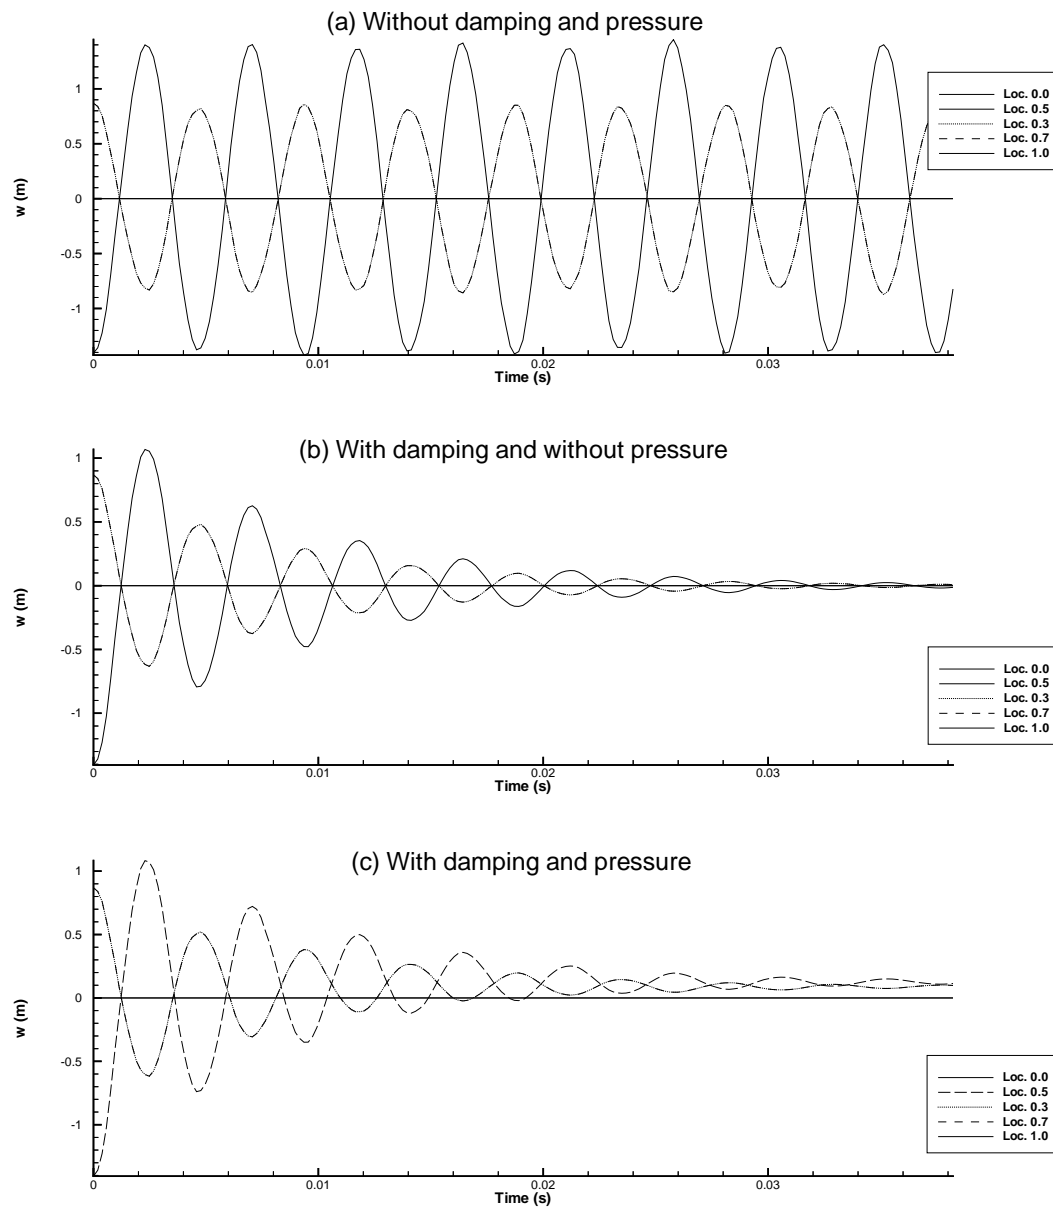 (a) Without damping and pressure
w (m)
1
0.5
0
-0.5
-1
0
0.01
0.02
0.03
Time (s)
Loc. 0.0
Loc. 0.5
Loc. 0.3
Loc. 0.7
Loc. 1.0
(b) With damping and without pressure
w (m)
1
0.5
0
-0.5
-1
0
0.01
0.02
0.03
Time (s)
Loc. 0.0
Loc. 0.5
Loc. 0.3
Loc. 0.7
Loc. 1.0
(c) With damping and pressure
w (m)
1
0.5
0
-0.5
-1
0
0.01
0.02
0.03
Time (s)
Loc. 0.0
Loc. 0.5
Loc. 0.3
Loc. 0.7
Loc. 1.0